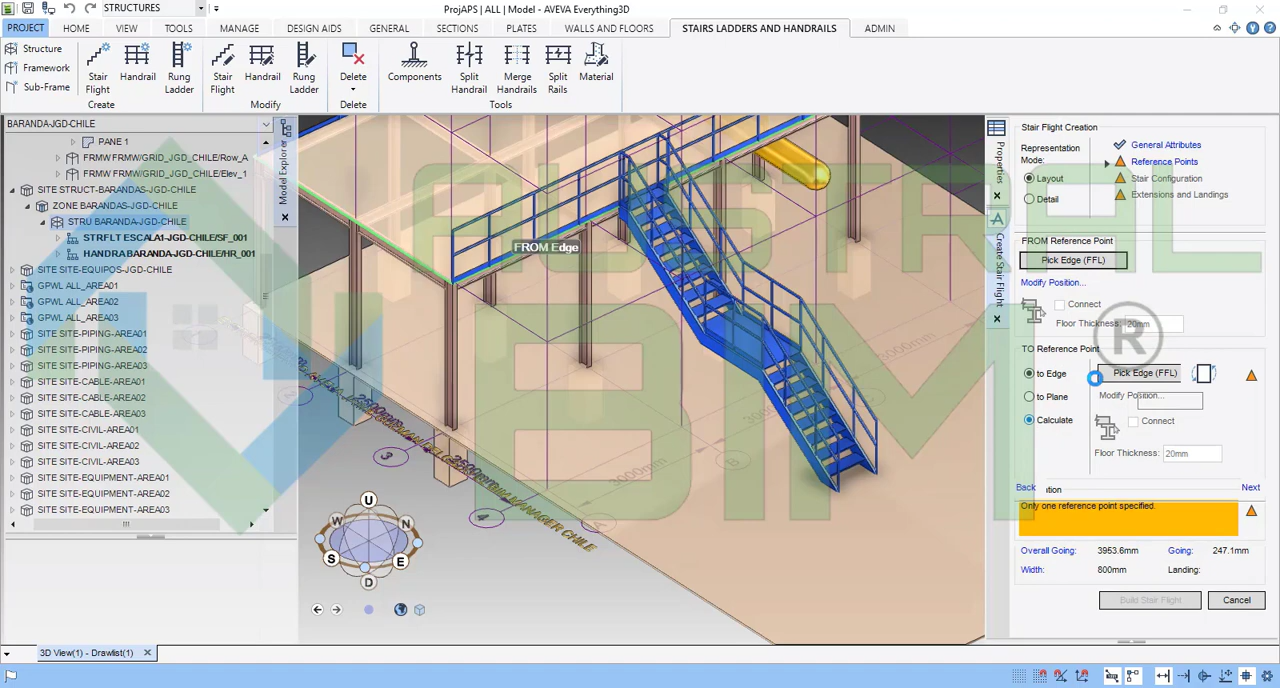 STRUCTURES
ProjAPS | ALL | Model - AVEVA Everything3D
PROJECT HOME VIEW TOOLS MANAGE DESIGN AIDS GENERAL SECTIONS PLATES WALLS AND FLOORS STAIRS LADDERS AND HANDRAILS ADMIN
Structure
Framework
Sub-Frame
Stair Flight
Handrail
Rung Ladder
Create
Stair Flight
Handrail
Rung Ladder
Modify
Delete
Delete
Components
Split Handrail
Merge Handrails
Split Rails
Material
Tools
BARANDA-JGD-CHILE
PANE 1
FRMW FRMW/GRID_JGD_CHILE/Row_A
FRMW FRMW/GRID_JGD_CHILE/Elev_1
SITE STRUCT-BARANDAS-JGD-CHILE
ZONE BARANDAS-JGD-CHILE
STRU BARANDA-JGD-CHILE
STRFLT ESCALA1-JGD-CHILE/SF_001
HANDRA BARANDA-JGD-CHILE/HR_001
SITE SITE-EQUIPOS-JGD-CHILE
GPWL ALL_AREA01
GPWL ALL_AREA02
GPWL ALL_AREA03
SITE SITE-PIPING-AREA01
SITE SITE-PIPING-AREA02
SITE SITE-PIPING-AREA03
SITE SITE-CABLE-AREA01
SITE SITE-CABLE-AREA02
SITE SITE-CABLE-AREA03
SITE SITE-CIVIL-AREA01
SITE SITE-CIVIL-AREA02
SITE SITE-CIVIL-AREA03
SITE SITE-EQUIPMENT-AREA01
SITE SITE-EQUIPMENT-AREA02
SITE SITE-EQUIPMENT-AREA03
Model Explorer
FROM Edge
AUSTRAL
BIM
®
3000mm
3000mm
3
4
A
B
C
MANAGER CHILE
U
N
E
D
S
W
Properties
Create Stair Flight
Stair Flight Creation
Representation Mode:
Layout
Detail
General Attributes
Reference Points
Stair Configuration
Extensions and Landings
FROM Reference Point
Pick Edge (FFL)
Modify Position...
Connect
Floor Thickness: -20mm
TO Reference Point
to Edge
to Plane
Calculate
Pick Edge (FFL)
Modify Position...
Connect
Floor Thickness: 20mm
Back
Next
Only one reference point specified.
Overall Going: 3953.6mm Going: 247.1mm
Width: 800mm Landing:
Build Stair Flight
Cancel
3D View(1) - Drawlist(1)